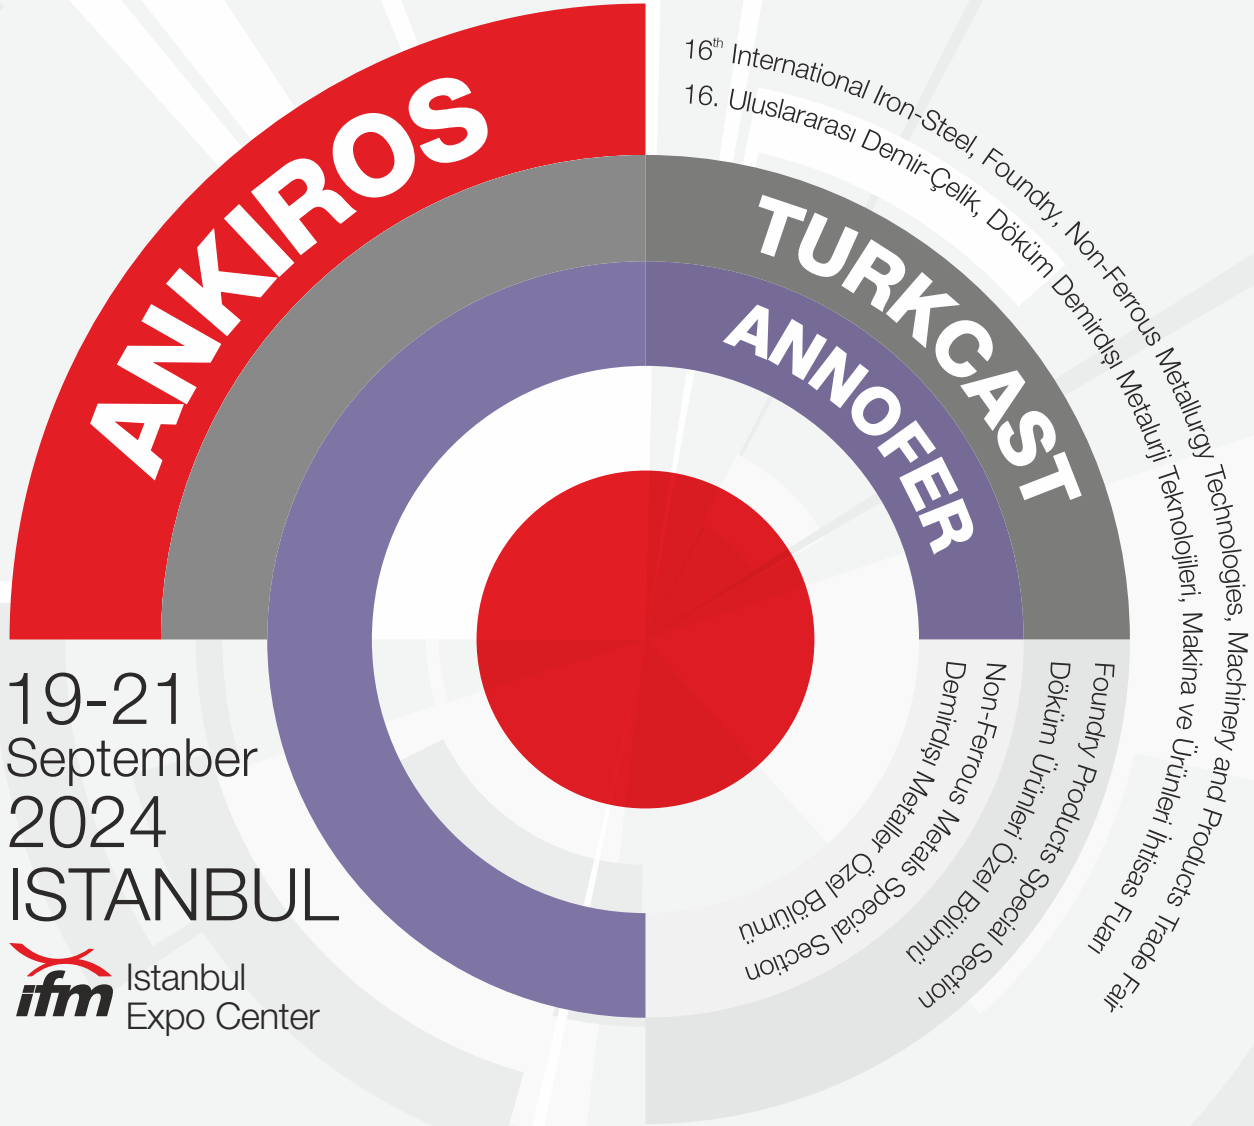 ANKIROS
16th International Iron-Steel, Foundry, Non-Ferrous Metallurgy Technologies, Machinery and Products Trade Fair
16. Uluslararası Demir-Çelik, Döküm Demirdışı Metalurji Teknolojileri, Makina ve Ürünleri İhtisas Fuarı
TURKCAST
ANNOFER
Foundry Products Special Section
Döküm Ürünleri Özel Bölümü
Non-Ferrous Metals Special Section
Demirdışı Metaller Özel Bölümü
19-21
September
2024
ISTANBUL
ifm
Istanbul
Expo Center